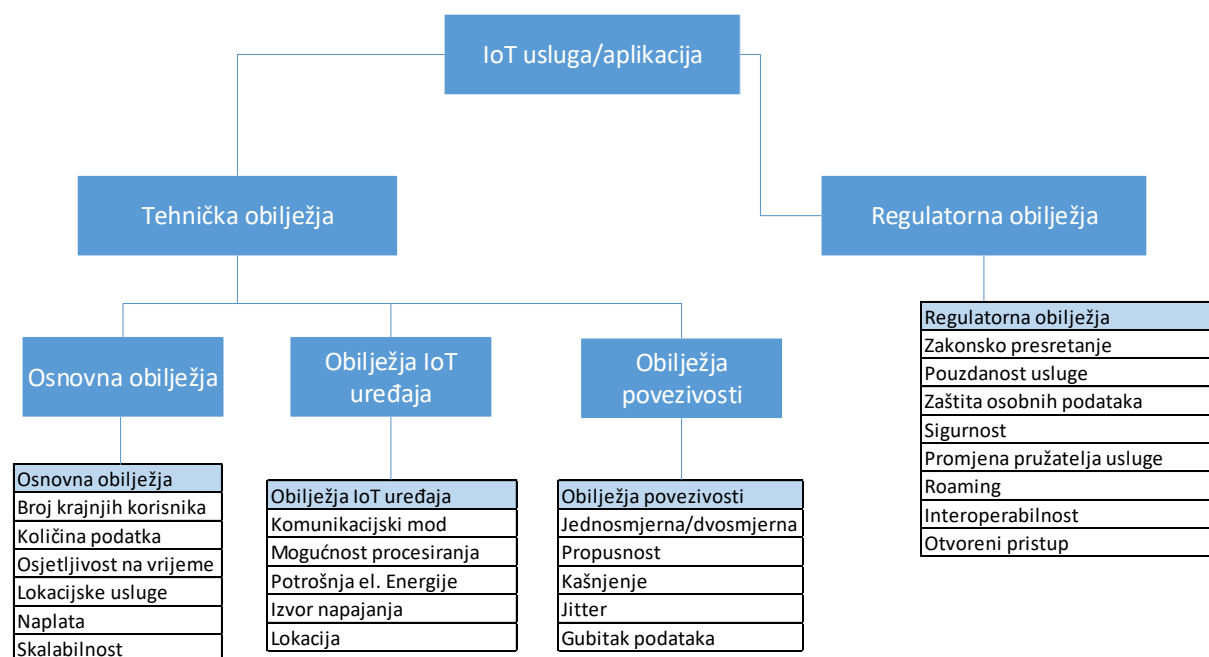 IoT usluga/aplikacija
Tehnička obilježja
Regulatorna obilježja
Osnovna obilježja
Obilježja IoT
uređaja
Obilježja
povezivosti
Osnovna obilježja
Broj krajnjih korisnika
Količina podatka
Osjetljivost na vrijeme
Lokacijske usluge
Naplata
Skalabilnost
Obilježja IoT uređaja
Komunikacijski mod
Mogućnost procesiranja
Potrošnja el. Energije
Izvor napajanja
Lokacija
Obilježja povezivosti
Jednosmjerna/dvosmjerna
Propusnost
Kašnjenje
Jitter
Gubitak podataka
Regulatorna obilježja
Zakonsko presretanje
Pouzdanost usluge
Zaštita osobnih podataka
Sigurnost
Promjena pružatelja usluge
Roaming
Interoperabilnost
Otvoreni pristup